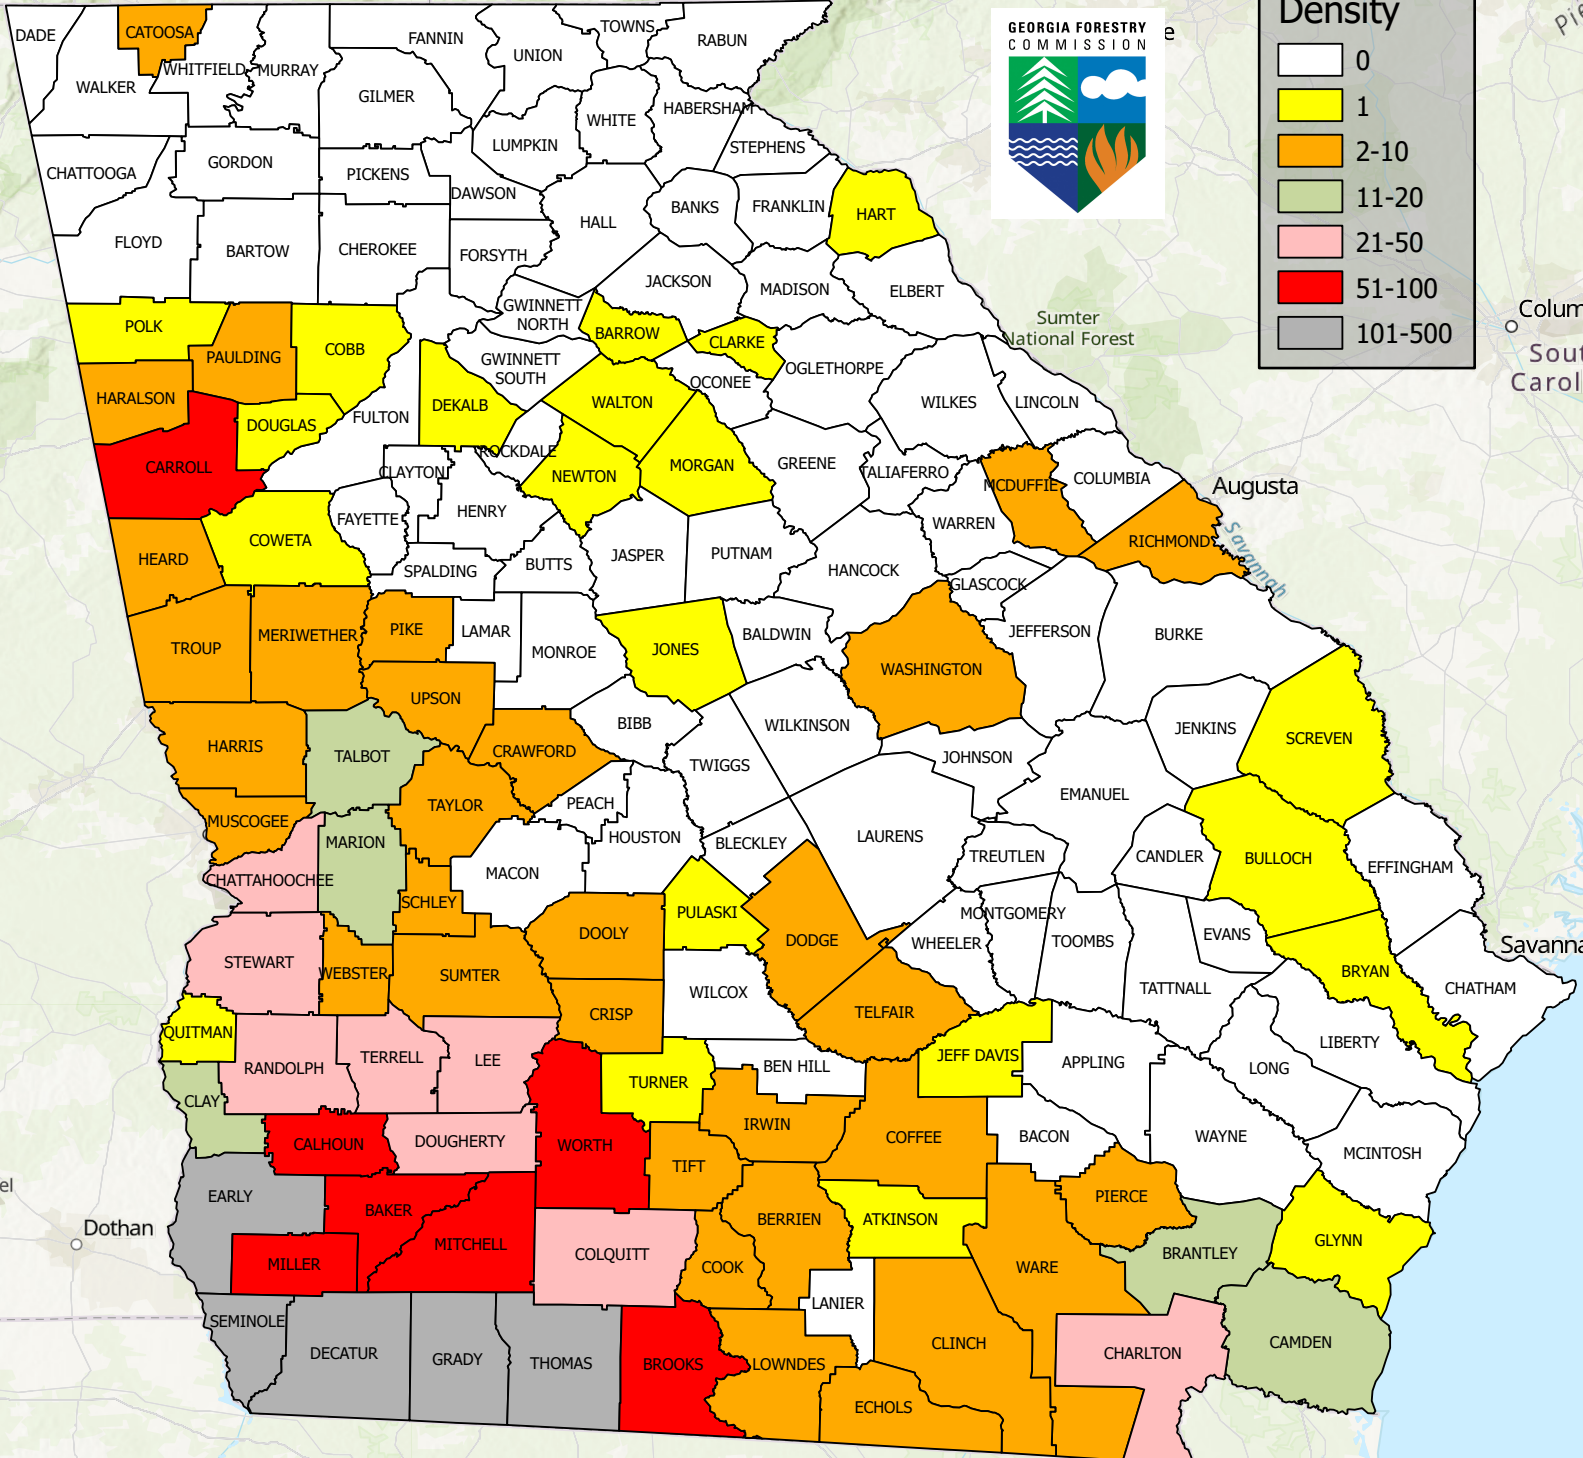 Density
0
1
2-10
11-20
21-50
51-100
101-500
GEORGIA FORESTRY
COMMISSION
DADE
CATOOSA
WHITFIELD
MURRAY
WALKER
FANNIN
UNION
TOWNS
RABUN
GILMER
WHITE
HABERSHAM
LUMPKIN
STEPHENS
CHATTOOGA
GORDON
PICKENS
DAWSON
HALL
BANKS
FRANKLIN
HART
FLOYD
BARTOW
CHEROKEE
FORSYTH
JACKSON
MADISON
ELBERT
GWINNETT
NORTH
POLK
PAULDING
COBB
BARROW
CLARKE
Sumter
National Forest
GWINNETT
SOUTH
OCONEE
OGLETHORPE
HARALSON
DOUGLAS
FULTON
DEKALB
WALTON
WILKES
LINCOLN
CARROLL
CLAYTON
ROCKDALE
NEWTON
MORGAN
GREENE
TALIAFERRO
MCDUFFIE
COLUMBIA
Augusta
FAYETTE
HENRY
WARREN
RICHMOND
Savannah
HEARD
COWETA
SPALDING
BUTTS
JASPER
PUTNAM
HANCOCK
GLASCOCK
TROUP
MERIWETHER
PIKE
LAMAR
MONROE
JONES
BALDWIN
WASHINGTON
JEFFERSON
BURKE
UPSON
HARRIS
TALBOT
CRAWFORD
BIBB
TWIGGS
WILKINSON
JOHNSON
JENKINS
SCREVEN
MUSCOGEE
TAYLOR
PEACH
HOUSTON
BLECKLEY
LAURENS
EMANUEL
CHATTAHOOCHEE
MARION
SCHLEY
MACON
PULASKI
DODGE
TREUTLEN
CANDLER
BULLOCH
EFFINGHAM
STEWART
WEBSTER
SUMTER
DOOLY
WILCOX
WHEELER
MONTGOMERY
TOOMBS
EVANS
TATTNALL
BRYAN
CHATHAM
Savanna
QUITMAN
RANDOLPH
TERRELL
LEE
CRISP
TURNER
BEN HILL
TELFAIR
JEFF DAVIS
APPLING
LONG
LIBERTY
CLAY
CALHOUN
DOUGHERTY
WORTH
TIFT
IRWIN
COFFEE
BACON
WAYNE
MCINTOSH
EARLY
BAKER
MITCHELL
MILLER
COLQUITT
COOK
BERRIEN
ATKINSON
PIERCE
BRANTLEY
GLYNN
Dothan
SEMINOLE
DECATUR
GRADY
THOMAS
BROOKS
LOWNDES
LANIER
CLINCH
ECHOLS
WARE
CHARLTON
CAMDEN
Colum
Sout
Carol
Pi
e
el